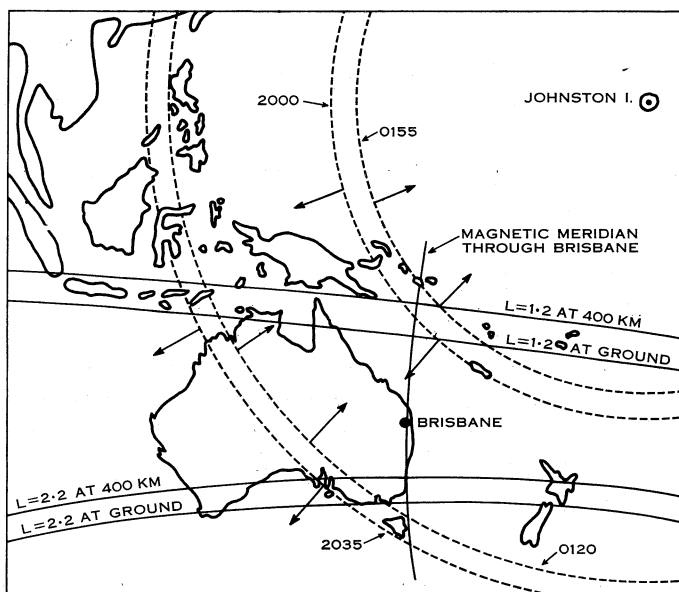 2000
JOHNSTON I.
0155
MAGNETIC MERIDIAN
THROUGH BRISBANE
L=1·2 AT 400 KM
L=1·2 AT GROUND
BRISBANE
L=2·2 AT 400 KM
L=2·2 AT GROUND
2035
0120